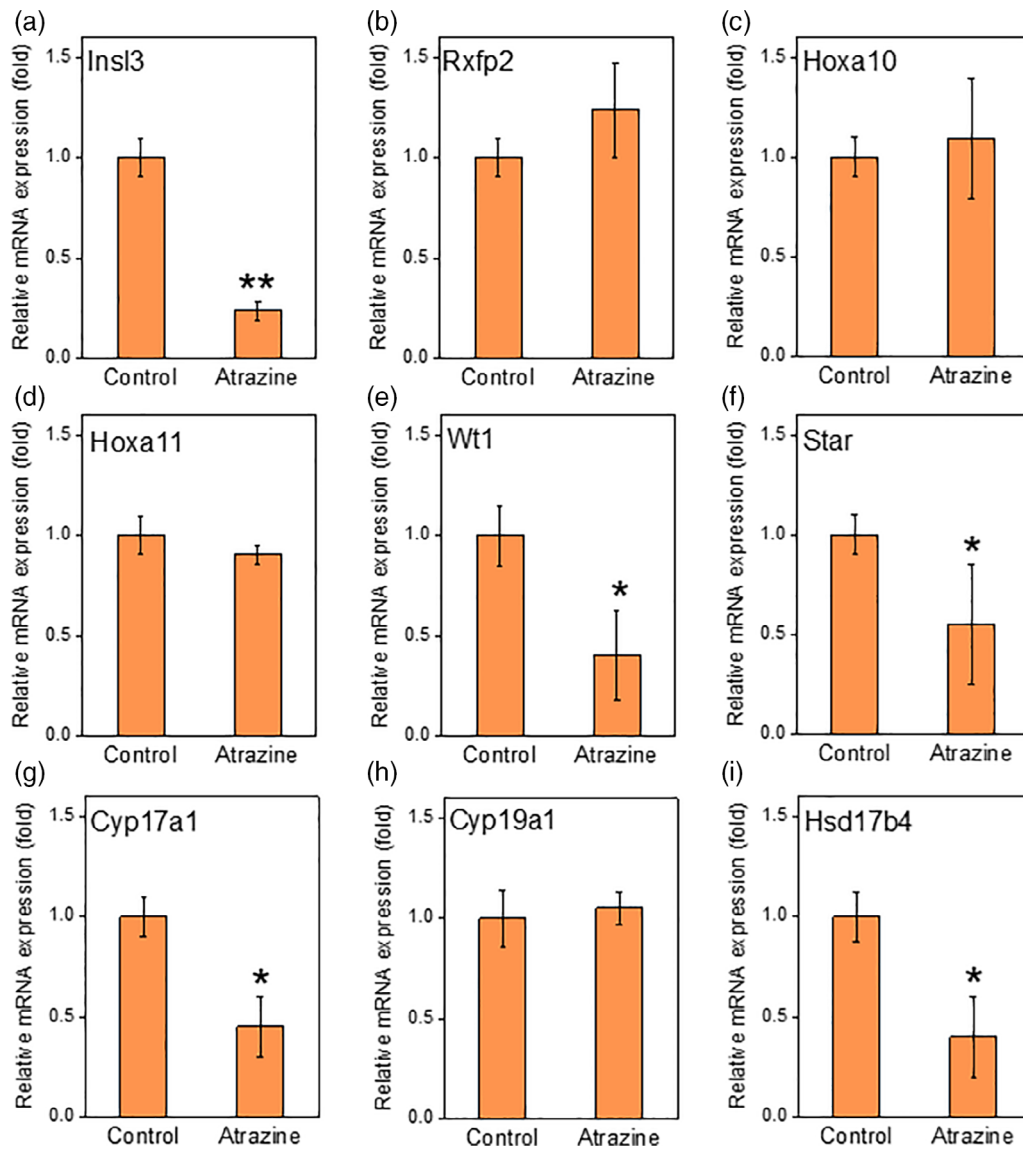 (a)
Relative mRNA expression (fold)
1.5
1.0
0.5
0.0
Insl3
**
Control Atrazine
(b)
Relative mRNA expression (fold)
1.5
1.0
0.5
0.0
Rxfp2
Control Atrazine
(c)
Relative mRNA expression (fold)
1.5
1.0
0.5
0.0
Hoxa10
Control Atrazine
(d)
Relative mRNA expression (fold)
1.5
1.0
0.5
0.0
Hoxa11
Control Atrazine
(e)
Relative mRNA expression (fold)
1.5
1.0
0.5
0.0
Wt1
*
Control Atrazine
(f)
Relative mRNA expression (fold)
1.5
1.0
0.5
0.0
Star
*
Control Atrazine
(g)
Relative mRNA expression (fold)
1.5
1.0
0.5
0.0
Cyp17a1
*
Control Atrazine
(h)
Relative mRNA expression (fold)
1.5
1.0
0.5
0.0
Cyp19a1
Control Atrazine
(i)
Relative mRNA expression (fold)
1.5
1.0
0.5
0.0
Hsd17b4
*
Control Atrazine